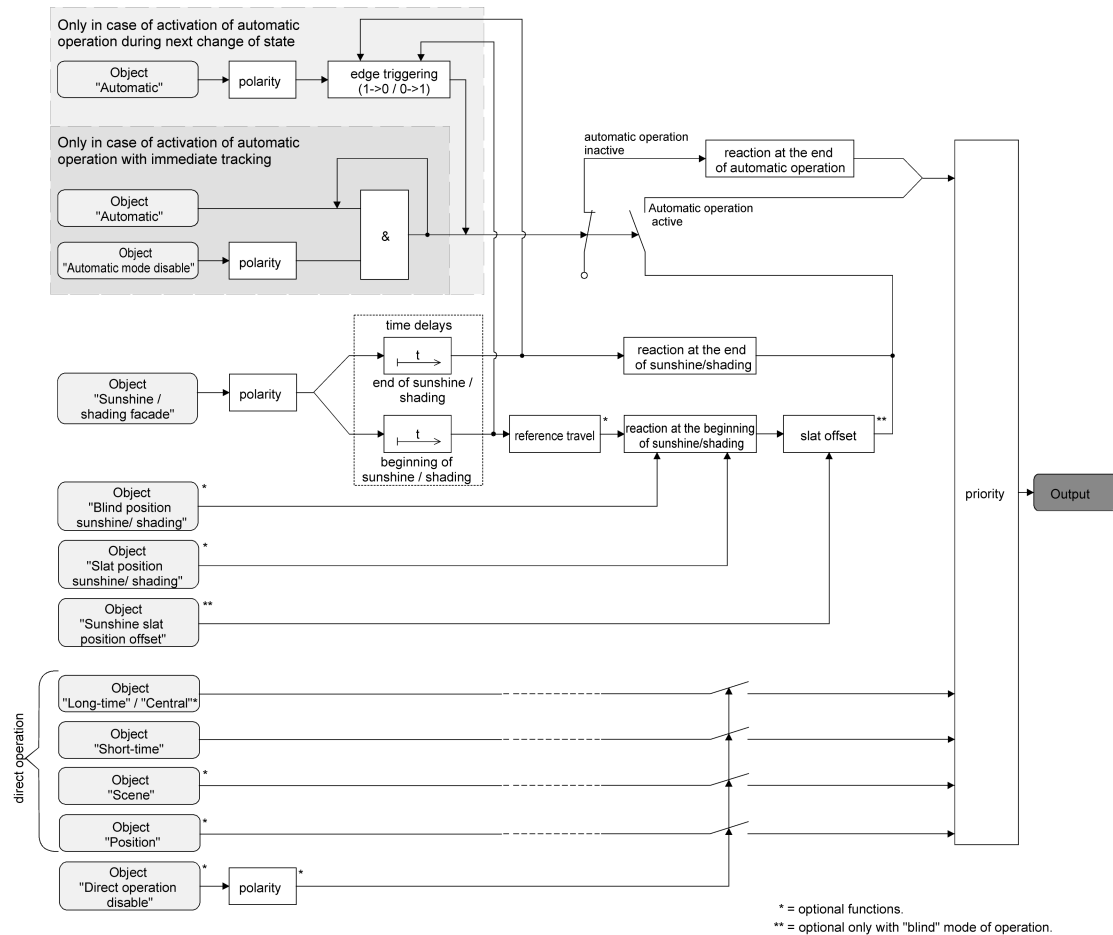 Only in case of activation of automatic
operation during next change of state
Object
"Automatic"
polarity
edge triggering
(1->0 / 0->1)
Only in case of activation of automatic
operation with immediate tracking
Object
"Automatic"
&
Object
"Automatic mode disable"
polarity
automatic operation
inactive
reaction at the end
of automatic operation
Automatic operation
active
time delays
t
end of sunshine /
shading
reaction at the end
of sunshine/shading
Object
"Sunshine /
shading facade"
polarity
t
beginning of
sunshine / shading
reference travel
*
reaction at the beginning
of sunshine/shading
slat offset
**
priority
Output
Object
"Blind position
sunshine/ shading"
*
Object
"Slat position
sunshine/ shading"
*
Object
"Sunshine slat
position offset"
**
direct operation
Object
"Long-time" / "Central"*
Object
"Short-time"
Object
"Scene"
*
Object
"Position"
*
Object
"Direct operation
disable"
*
polarity
*
* = optional functions.
** = optional only with "blind" mode of operation.